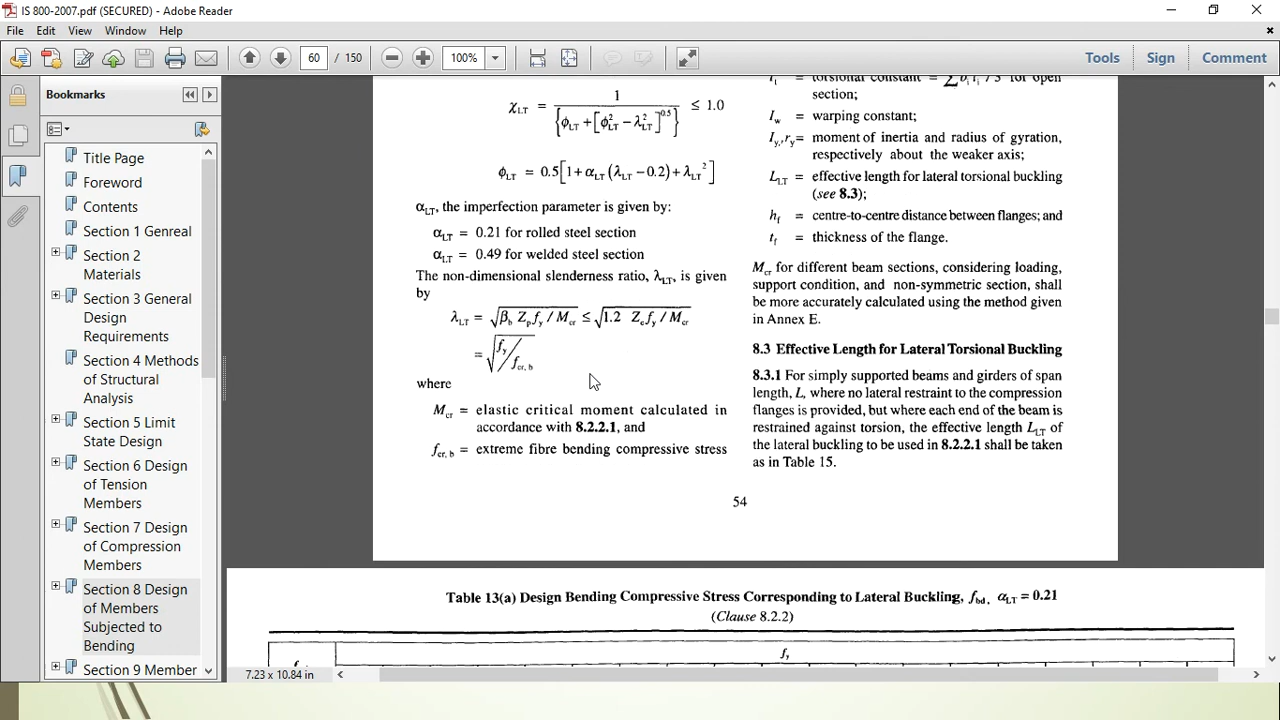 IS 800-2007.pdf (SECURED) - Adobe Reader
File Edit View Window Help
60 / 150 100% Tools Sign Comment
Bookmarks
Title Page
Foreword
Contents
Section 1 Genreal
Section 2
Materials
Section 3 General
Design
Requirements
Section 4 Methods
of Structural
Analysis
Section 5 Limit
State Design
Section 6 Design
of Tension
Members
Section 7 Design
of Compression
Members
Section 8 Design
of Members
Subjected to
Bending
Section 9 Member
7.23 x 10.84 in
χLT = 1 / {ϕLT + [ϕ²LT − λ²LT]^0.5} ≤ 1.0
ϕLT = 0.5[1 + αLT (λLT − 0.2) + λLT²]
αLT, the imperfection parameter is given by:
αLT = 0.21 for rolled steel section
αLT = 0.49 for welded steel section
The non-dimensional slenderness ratio, λLT, is given
by
λLT = √(βb Zp fy / Mcr) ≤ √(1.2 Ze fy / Mcr)
= √(fy / fcr, b)
where
Mcr = elastic critical moment calculated in
accordance with 8.2.2.1, and
fcr, b = extreme fibre bending compressive stress
torsional constant = ∑ bi ti³ / 3 for open
section;
Iw = warping constant;
Iy, ry = moment of inertia and radius of gyration,
respectively about the weaker axis;
LLT = effective length for lateral torsional buckling
(see 8.3);
hf = centre-to-centre distance between flanges; and
tf = thickness of the flange.
Mcr for different beam sections, considering loading,
support condition, and non-symmetric section, shall
be more accurately calculated using the method given
in Annex E.
8.3 Effective Length for Lateral Torsional Buckling
8.3.1 For simply supported beams and girders of span
length, L, where no lateral restraint to the compression
flanges is provided, but where each end of the beam is
restrained against torsion, the effective length LLT of
the lateral buckling to be used in 8.2.2.1 shall be taken
as in Table 15.
54
Table 13(a) Design Bending Compressive Stress Corresponding to Lateral Buckling, fbd, αLT = 0.21
(Clause 8.2.2)
fy